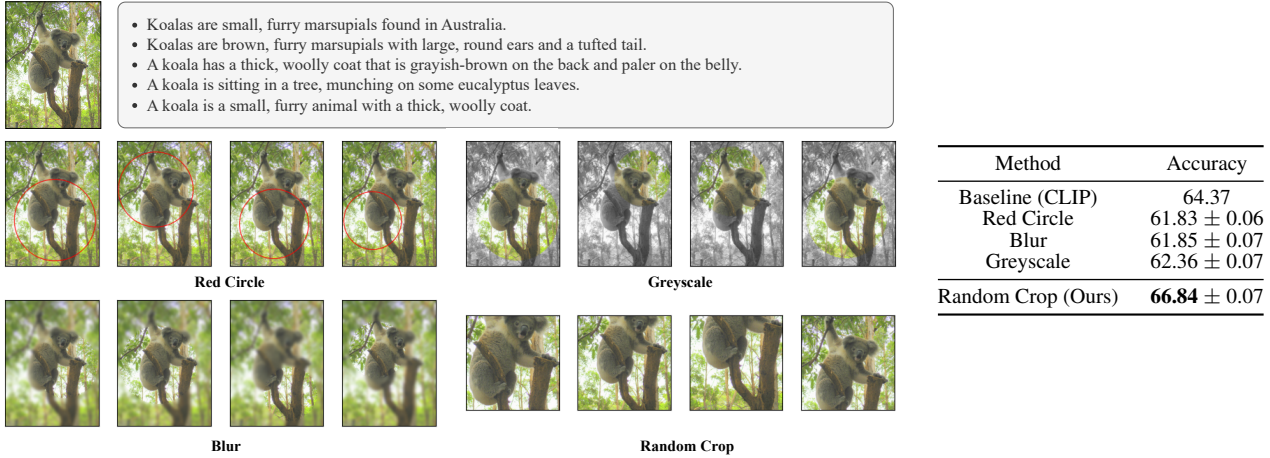 • Koalas are small, furry marsupials found in Australia.
• Koalas are brown, furry marsupials with large, round ears and a tufted tail.
• A koala has a thick, woolly coat that is grayish-brown on the back and paler on the belly.
• A koala is sitting in a tree, munching on some eucalyptus leaves.
• A koala is a small, furry animal with a thick, woolly coat.
Red Circle
Greyscale
Blur
Random Crop
Method Accuracy
Baseline (CLIP) 64.37
Red Circle 61.83 ± 0.06
Blur 61.85 ± 0.07
Greyscale 62.36 ± 0.07
Random Crop (Ours) 66.84 ± 0.07